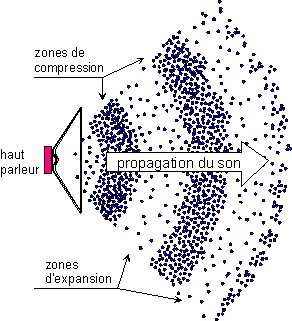 zones de
compression
haut
parleur
propagation du son
zones
d'expansion